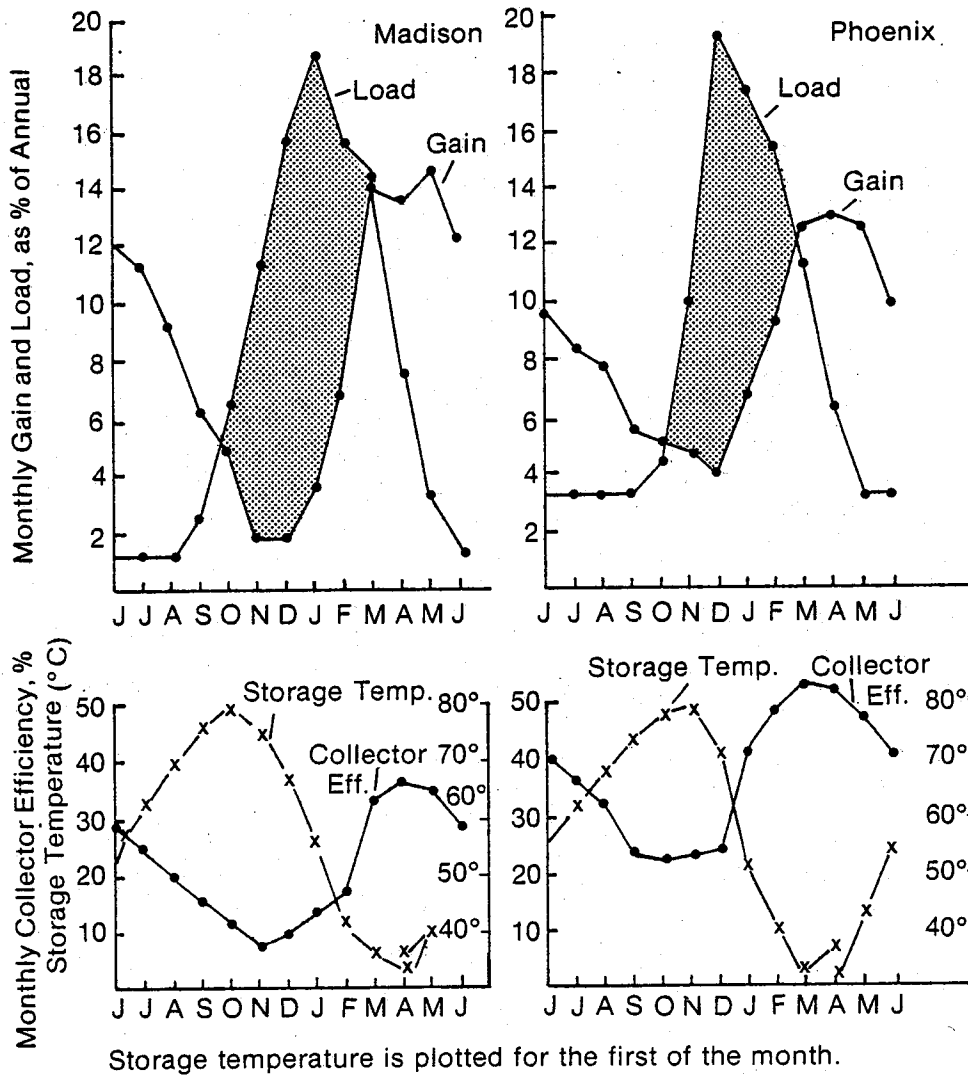 Monthly Gain and Load, as % of Annual
Madison
Load
Gain
20
18
16
14
12
10
8
6
4
2
J J A S O N D J F M A M J
Phoenix
Load
Gain
20
18
16
14
12
10
8
6
4
2
J J A S O N D J F M A M J
Monthly Collector Efficiency, %
Storage Temperature (°C)
Storage Temp.
Collector
Eff.
50
40
30
20
10
80°
70°
60°
50°
40°
J J A S O N D J F M A M J
Storage Temp.
Collector
Eff.
50
40
30
20
10
80°
70°
60°
50°
40°
J J A S O N D J F M A M J
Storage temperature is plotted for the first of the month.